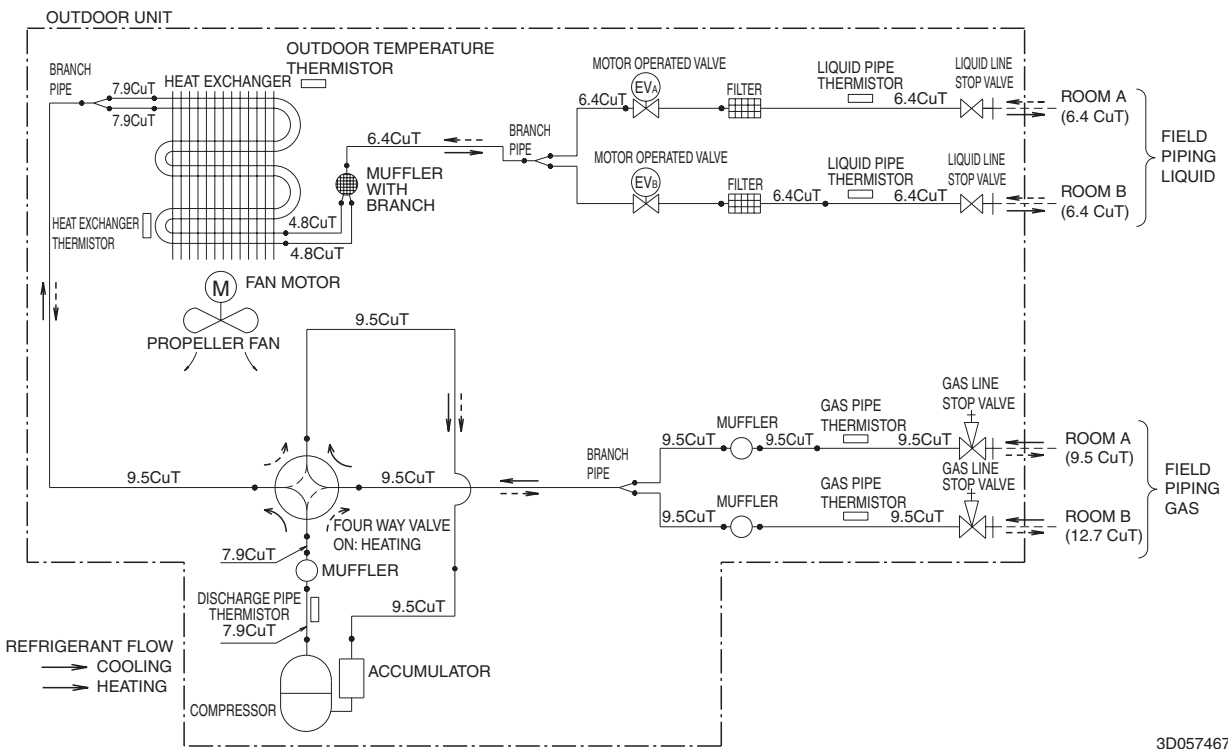 OUTDOOR UNIT
OUTDOOR TEMPERATURE
THERMISTOR
BRANCH
PIPE
7.9CuT
7.9CuT
HEAT EXCHANGER
HEAT EXCHANGER
THERMISTOR
6.4CuT
MUFFLER
WITH
BRANCH
4.8CuT
4.8CuT
BRANCH
PIPE
MOTOR OPERATED VALVE
EVA
6.4CuT
FILTER
LIQUID PIPE
THERMISTOR
6.4CuT
LIQUID LINE
STOP VALVE
ROOM A
(6.4 CuT)
MOTOR OPERATED VALVE
EVB
FILTER
6.4CuT
LIQUID PIPE
THERMISTOR
6.4CuT
LIQUID LINE
STOP VALVE
ROOM B
(6.4 CuT)
FIELD
PIPING
LIQUID
M
FAN MOTOR
PROPELLER FAN
9.5CuT
9.5CuT
9.5CuT
FOUR WAY VALVE
ON: HEATING
7.9CuT
MUFFLER
DISCHARGE PIPE
THERMISTOR
7.9CuT
9.5CuT
ACCUMULATOR
COMPRESSOR
BRANCH
PIPE
9.5CuT
MUFFLER
9.5CuT
GAS PIPE
THERMISTOR
9.5CuT
GAS LINE
STOP VALVE
ROOM A
(9.5 CuT)
9.5CuT
MUFFLER
GAS PIPE
THERMISTOR
9.5CuT
GAS LINE
STOP VALVE
ROOM B
(12.7 CuT)
FIELD
PIPING
GAS
REFRIGERANT FLOW
COOLING
HEATING
3D057467